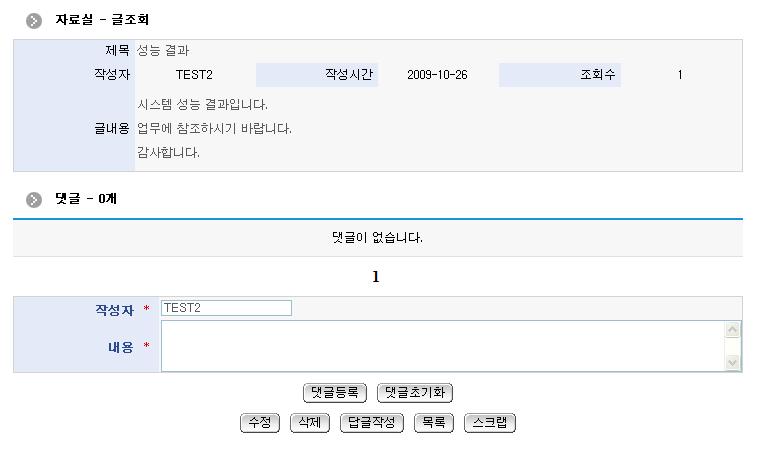 자료실 - 글조회
제목 성능 결과
작성자 TEST2 작성시간 2009-10-26 조회수 1
시스템 성능 결과입니다.
글내용 업무에 참조하시기 바랍니다.
감사합니다.
댓글 - 0개
댓글이 없습니다.
1
작성자 * TEST2
내용 *
댓글등록 댓글초기화
수정 삭제 답글작성 목록 스크랩